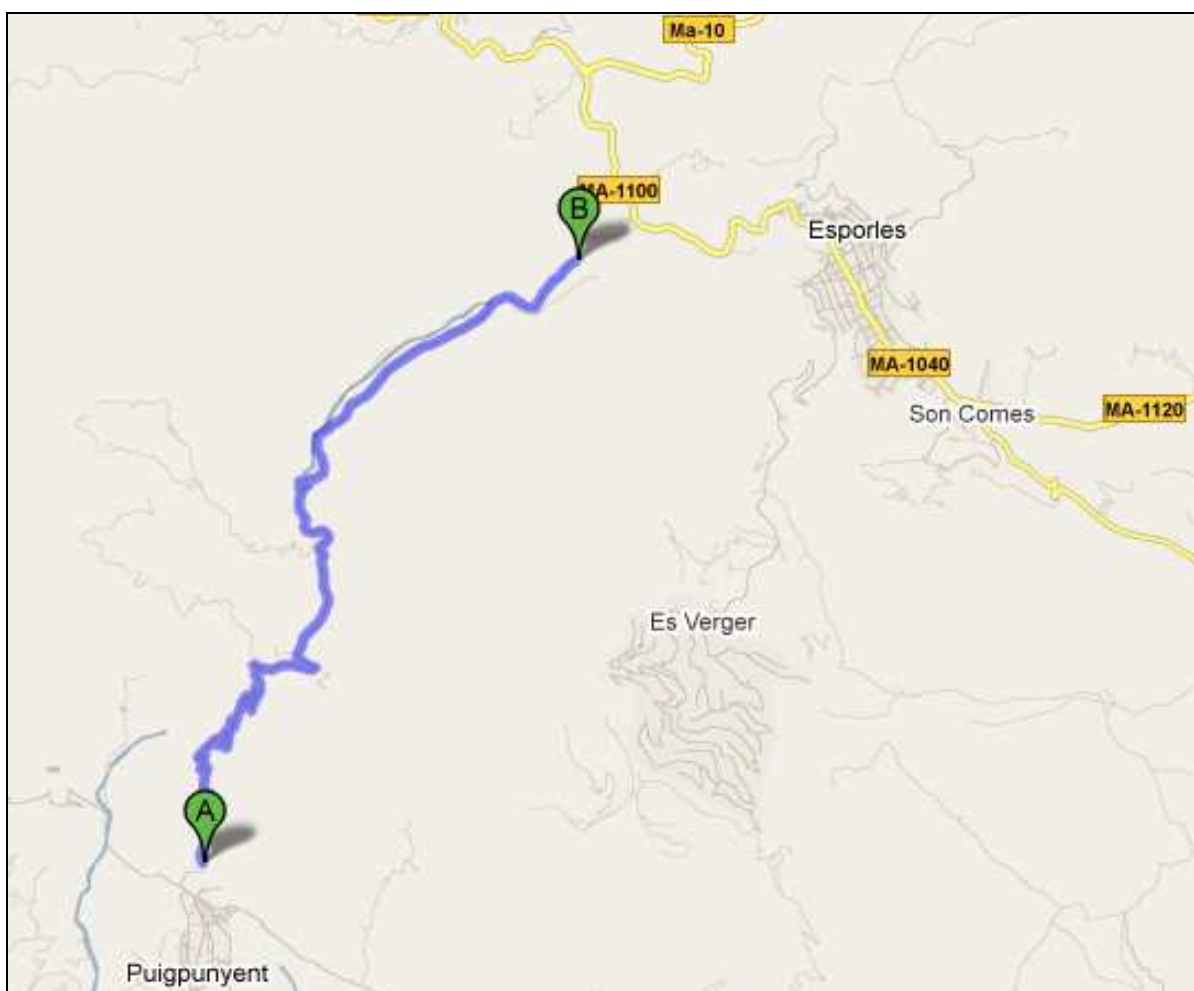 Ma-10
MA-1100
B
Esporles
MA-1040
Son Comes
MA-1120
Es Verger
A
Puigpunyent